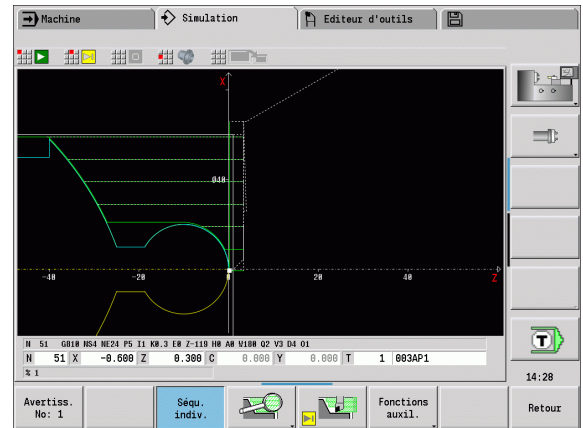 Machine
Simulation
Editeur d'outils
X
Ø40
-40
-20
0
20
40
Z
N 51 G810 NS4 NE24 P5 I1 K0.3 E0 Z-119 H0 A0 W180 Q2 V3 D4 O1
N 51 X -0.600 Z 0.300 C 0.000 Y 0.000 T 1 003AP1
% 1
T
14:28
Avertiss. No: 1
Séqu. indiv.
Fonctions auxil.
Retour